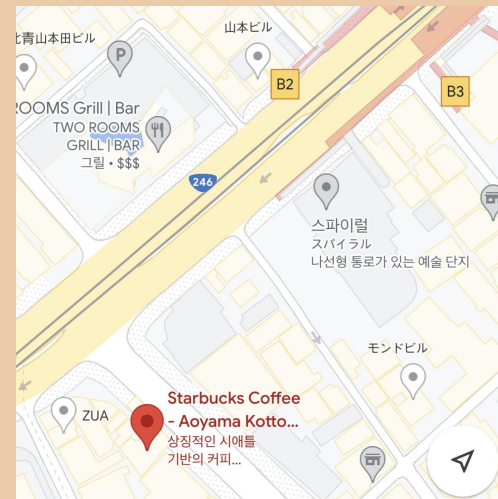 山本ビル
北青山本田ビル
P
B2
B3
ROOMS Grill | Bar
TWO ROOMS
GRILL | BAR
그릴 • $$$
246
스파이럴
スパイラル
나선형 통로가 있는 예술 단지
モンドビル
Starbucks Coffee
- Aoyama Kotto...
상징적인 시애틀
기반의 커피...
ZUA